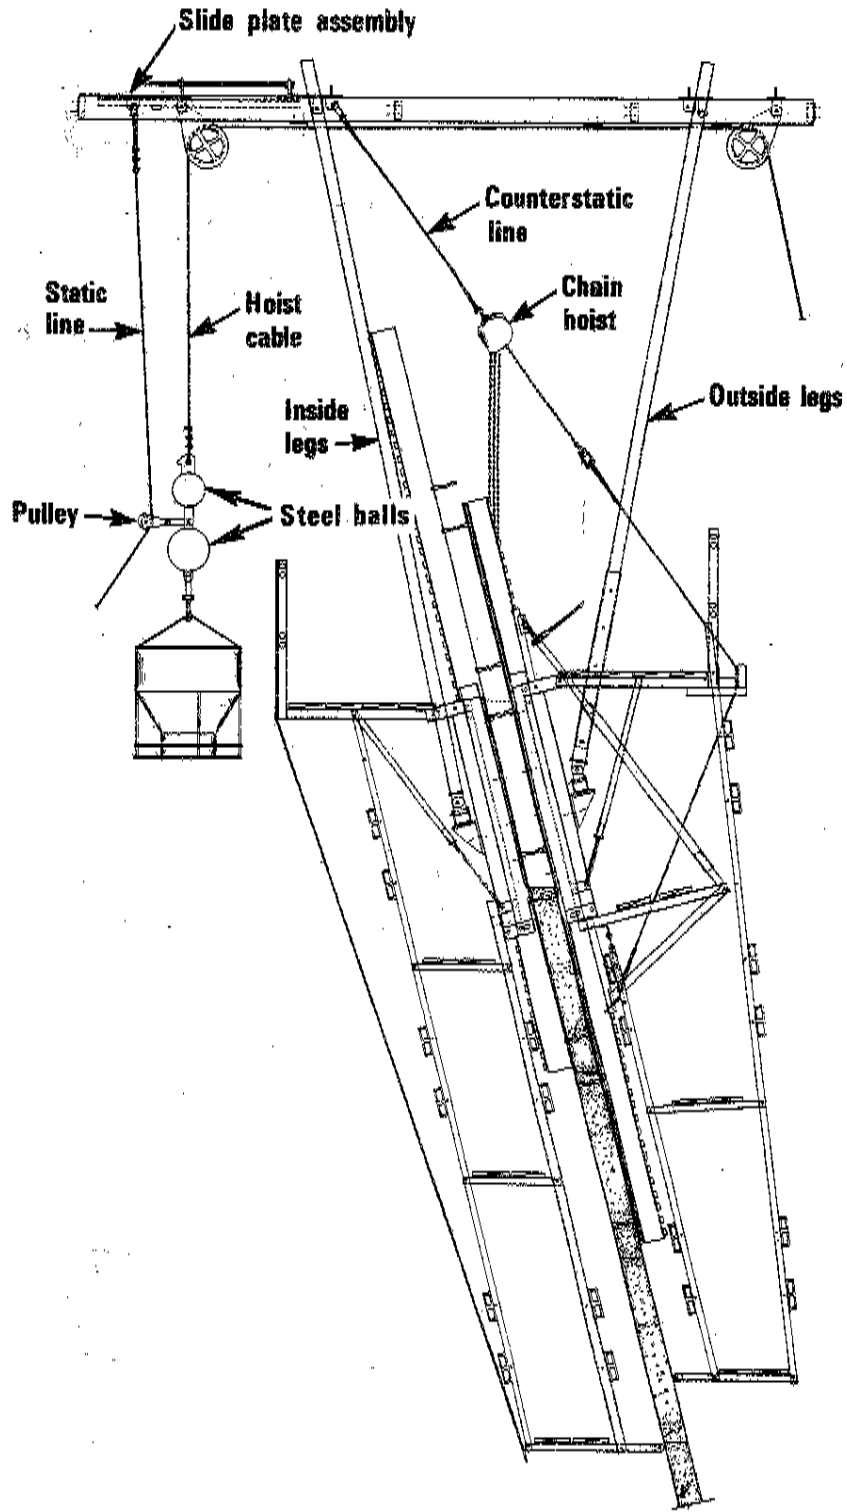 Slide plate assembly
Counterstatic
line
Static
line
Hoist
cable
Chain
hoist
Inside
legs
Outside legs
Pulley
Steel balls